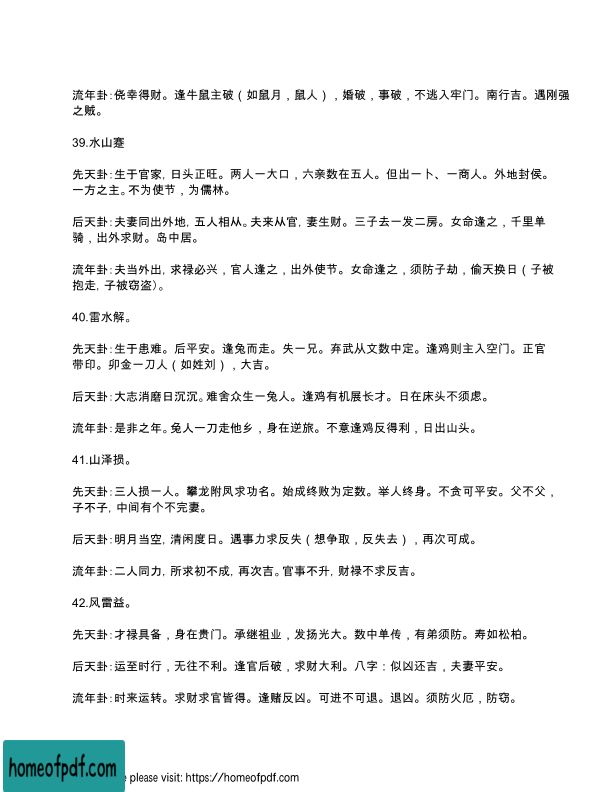 流年卦:侥幸得财。逢牛鼠主破（如鼠月，鼠人），婚破，事破，不逃入牢门。南行吉。遇刚强
之贼。
39.水山蹇
先天卦:生于官家, 日头正旺。两人一大口，六亲数在五人。但出一卜、一商人。外地封侯。
一方之主。不为使节，为儒林。
后天卦:夫妻同出外地, 五人相从。夫来从官, 妻生财。三子去一发二房。女命逢之，千里单
骑，出外求财。岛中居。
流年卦:夫当外出, 求禄必兴，官人逢之，出外使节。女命逢之，须防子劫，偷天换日（子被
抱走, 子被窃盗）。
40.雷水解。
先天卦:生于患难。后平安。逢兔而走。失一兄。弃武从文数中定。逢鸡则主入空门。正官
带印。卯金一刀人（如姓刘），大吉。
后天卦:大志消磨日沉沉。难舍众生一兔人。逢鸡有机展长才。日在床头不须虑。
流年卦:是非之年。兔人一刀走他乡，身在逆旅。不意逢鸡反得利，日出山头。
41.山泽损。
先天卦:三人损一人。攀龙附凤求功名。始成终败为定数。举人终身。不贪可平安。父不父，
子不子, 中间有个不完妻。
后天卦:明月当空, 清闲度日。遇事力求反失（想争取，反失去），再次可成。
流年卦:二人同力, 所求初不成, 再次吉。官事不升, 财禄不求反吉。
42.风雷益。
先天卦:才禄具备，身在贵门。承继祖业，发扬光大。数中单传，有弟须防。寿如松柏。
后天卦:运至时行，无往不利。逢官后破，求财大利。八字：似凶还吉，夫妻平安。
流年卦:时来运转。求财求官皆得。逢赌反凶。可进不可退。退凶。须防火厄，防窃。
homeofpdf.com
e please visit: https://homeofpdf.com